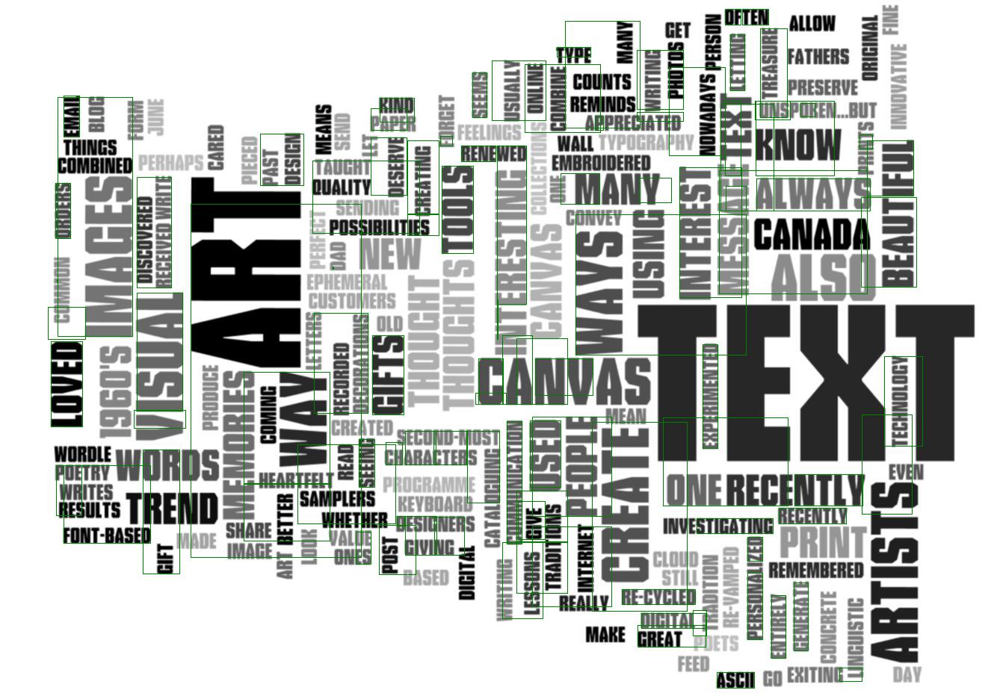 OFTEN
ALLOW
FINE
ORIGINAL
PERSON
GET
MANY
TYPE
PHOTOS
WRITING
LETTING
TREASURE
FATHERS
PRESERVE
INNOVATIVE
COUNTS
REMINDS
COMBINE
ONLINE
USUALLY
SEEMS
NOWADAYS
TEXT
UNSPOKEN...BUT
APPRECIATED
KIND
PAPER
FORGET
FEELINGS
EMAIL
BLOG
FORM
JUNE
MEANS
SEND
LET
CARED
PIECED
PAST
DESIGN
THINGS
COMBINED
PERHAPS
TAUGHT
QUALITY
DESERVE
CREATING
RENEWED
COLLECTIONS
WALL
TYPOGRAPHY
EMBROIDERED
ONE
MANY
KNOW
PRINTS
BEAUTIFUL
ALWAYS
MESSAGE
INTEREST
CONVEY
USING
WAYS
CANADA
ALSO
ORDERS
IMAGES
DISCOVERED
RECEIVED
WRITE
ART
SENDING
POSSIBILITIES
TOOLS
INTERESTING
CANVAS
PERFECT
DAD
NEW
EPHEMERAL
CUSTOMERS
THOUGHT
THOUGHTS
COMMON
LOVED
1960'S
VISUAL
PRODUCE
MEMORIES
COMING
WAY
LETTERS
RECORDED
DECORATIONS
OLD
GIFTS
CANVAS
MEAN
TEXT
EXPERIMENTED
TECHNOLOGY
CREATED
SECOND-MOST
CHARACTERS
WORDLE
POETRY
WRITES
RESULTS
FONT-BASED
WORDS
TREND
MADE
GIFT
HEARTFELT
READ
SEEING
SAMPLERS
WHETHER
SHARE
IMAGE
BETTER
ART
LOOK
VALUE
ONES
POST
PROGRAMME
KEYBOARD
DESIGNERS
GIVING
BASED
DIGITAL
CATALOGUING
COMMUNICATION
USED
PEOPLE
CREATE
GIVE
TRADITIONS
INTERNET
WRITING
LESSONS
REALLY
ONE
RECENTLY
EVEN
INVESTIGATING
RECENTLY
PRINT
REMEMBERED
ARTISTS
CLOUD
STILL
TRADITION
RE-VAMPED
PERSONALIZED
RE-CYCLED
DIGITAL
MAKE
GREAT
POETS
FEED
ENTIRELY
GENERATE
CONCRETE
LINGUISTIC
ASCII
GO
EXITING
DAY